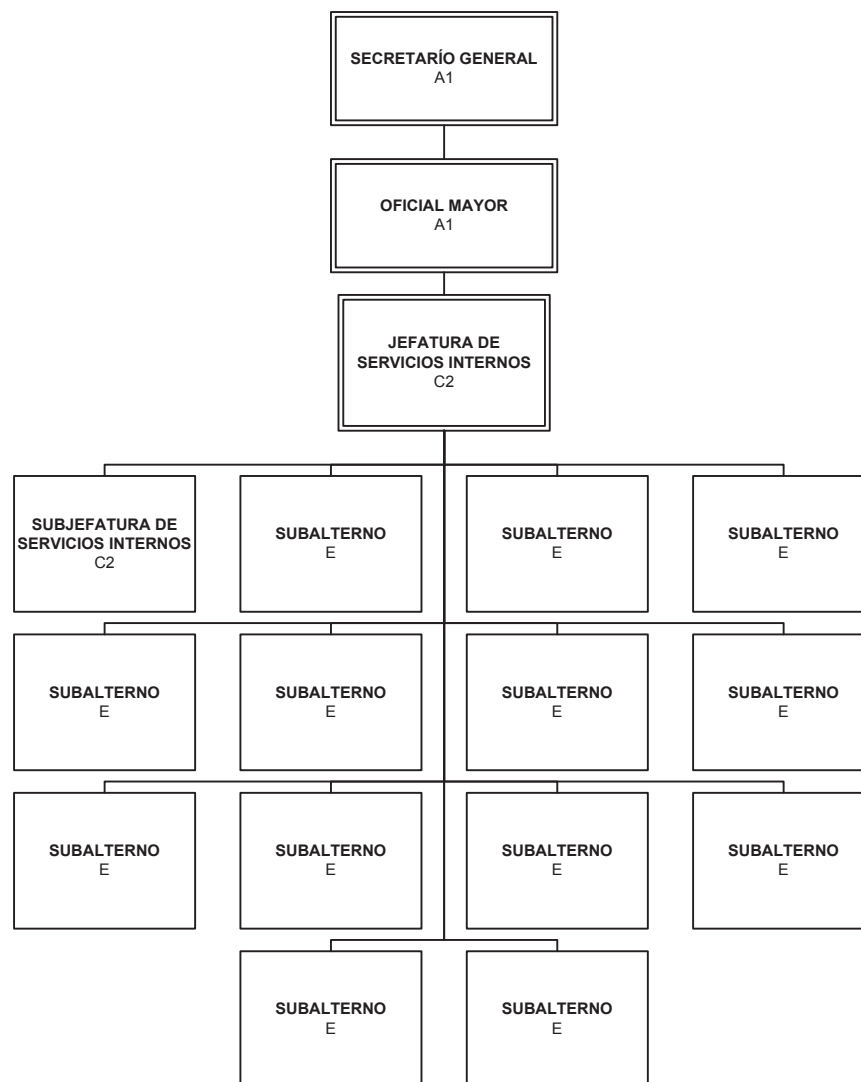 SECRETARÍO GENERAL
A1
OFICIAL MAYOR
A1
JEFATURA DE
SERVICIOS INTERNOS
C2
SUBJEFATURA DE
SERVICIOS INTERNOS
C2
SUBALTERNO
E
SUBALTERNO
E
SUBALTERNO
E
SUBALTERNO
E
SUBALTERNO
E
SUBALTERNO
E
SUBALTERNO
E
SUBALTERNO
E
SUBALTERNO
E
SUBALTERNO
E
SUBALTERNO
E
SUBALTERNO
E
SUBALTERNO
E